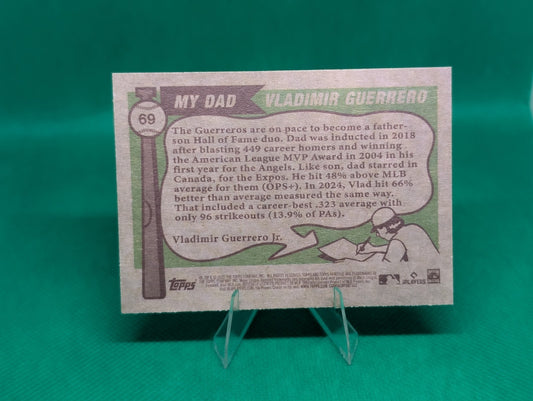 69
MY DAD
VLADIMIR GUERRERO
The Guerreros are on pace to become a father-
son Hall of Fame duo. Dad was inducted in 2018
after blasting 449 career homers and winning
the American League MVP Award in 2004 in his
first year for the Angels. Like son, dad starred in
Canada, for the Expos. He hit 48% above MLB
average for them (OPS+). In 2024, Vlad hit 66%
better than average measured the same way.
That included a career-best .323 average with
only 96 strikeouts (13.9% of PAs).
Vladimir Guerrero Jr.
Topps
PLAYERS